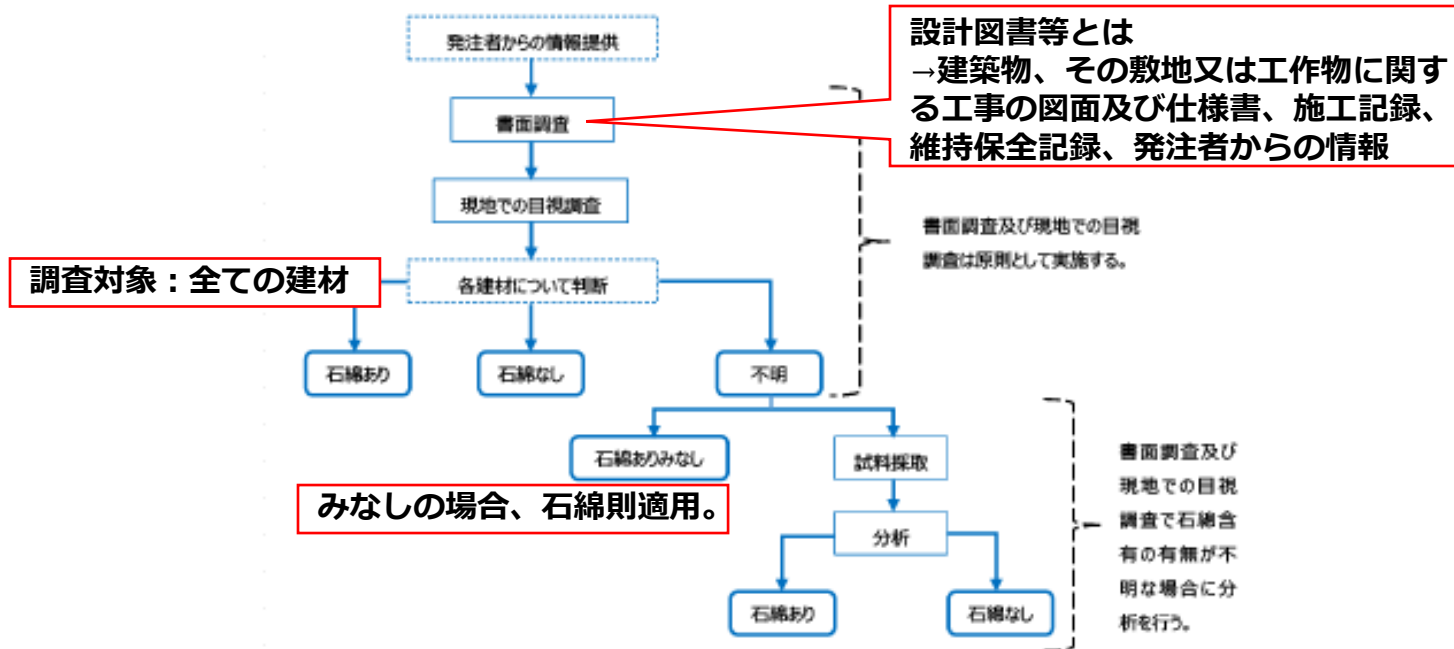 発注者からの情報提供
設計図書等とは
→建築物、その敷地又は工作物に関す
る工事の図面及び仕様書、施工記録、
維持保全記録、発注者からの情報
書面調査
現地での目視調査
書面調査及び現地での目視
調査は原則として実施する。
調査対象：全ての建材
各建材について判断
石綿あり
石綿なし
不明
石綿ありみなし
試料採取
みなしの場合、石綿則適用。
分析
石綿あり
石綿なし
書面調査及び
現地での目視
調査で石綿含
有の有無が不
明な場合に分
析を行う。